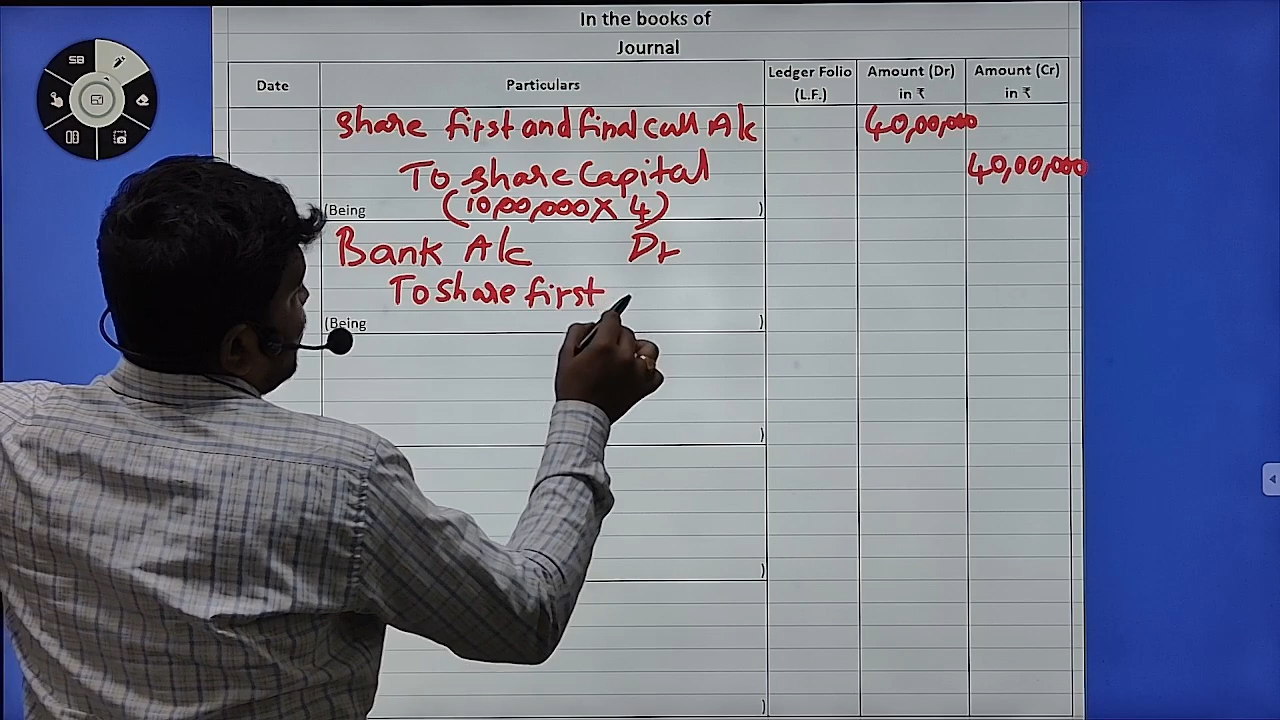 In the books of
Journal
Date Particulars Ledger Folio (L.F.) Amount (Dr) in ₹ Amount (Cr) in ₹
Share first and final call A/c 40,00,000
To share capital 40,00,000
(Being (10,00,000 X 4) )
Bank A/c Dr
To share first
(Being )
)
)
)